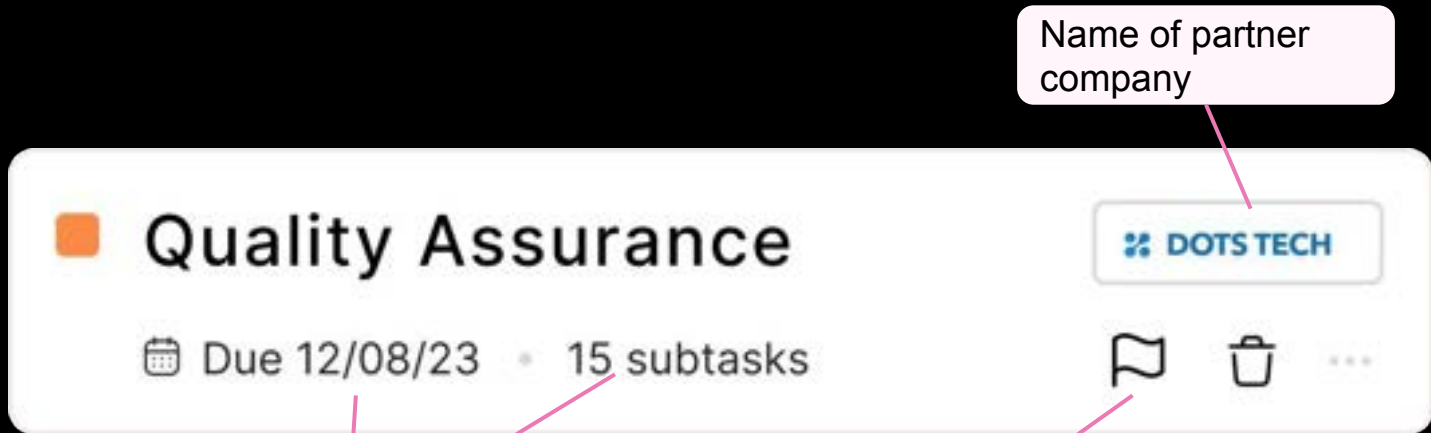 Name of partner
company
Quality Assurance
DOTS TECH
Due 12/08/23 • 15 subtasks